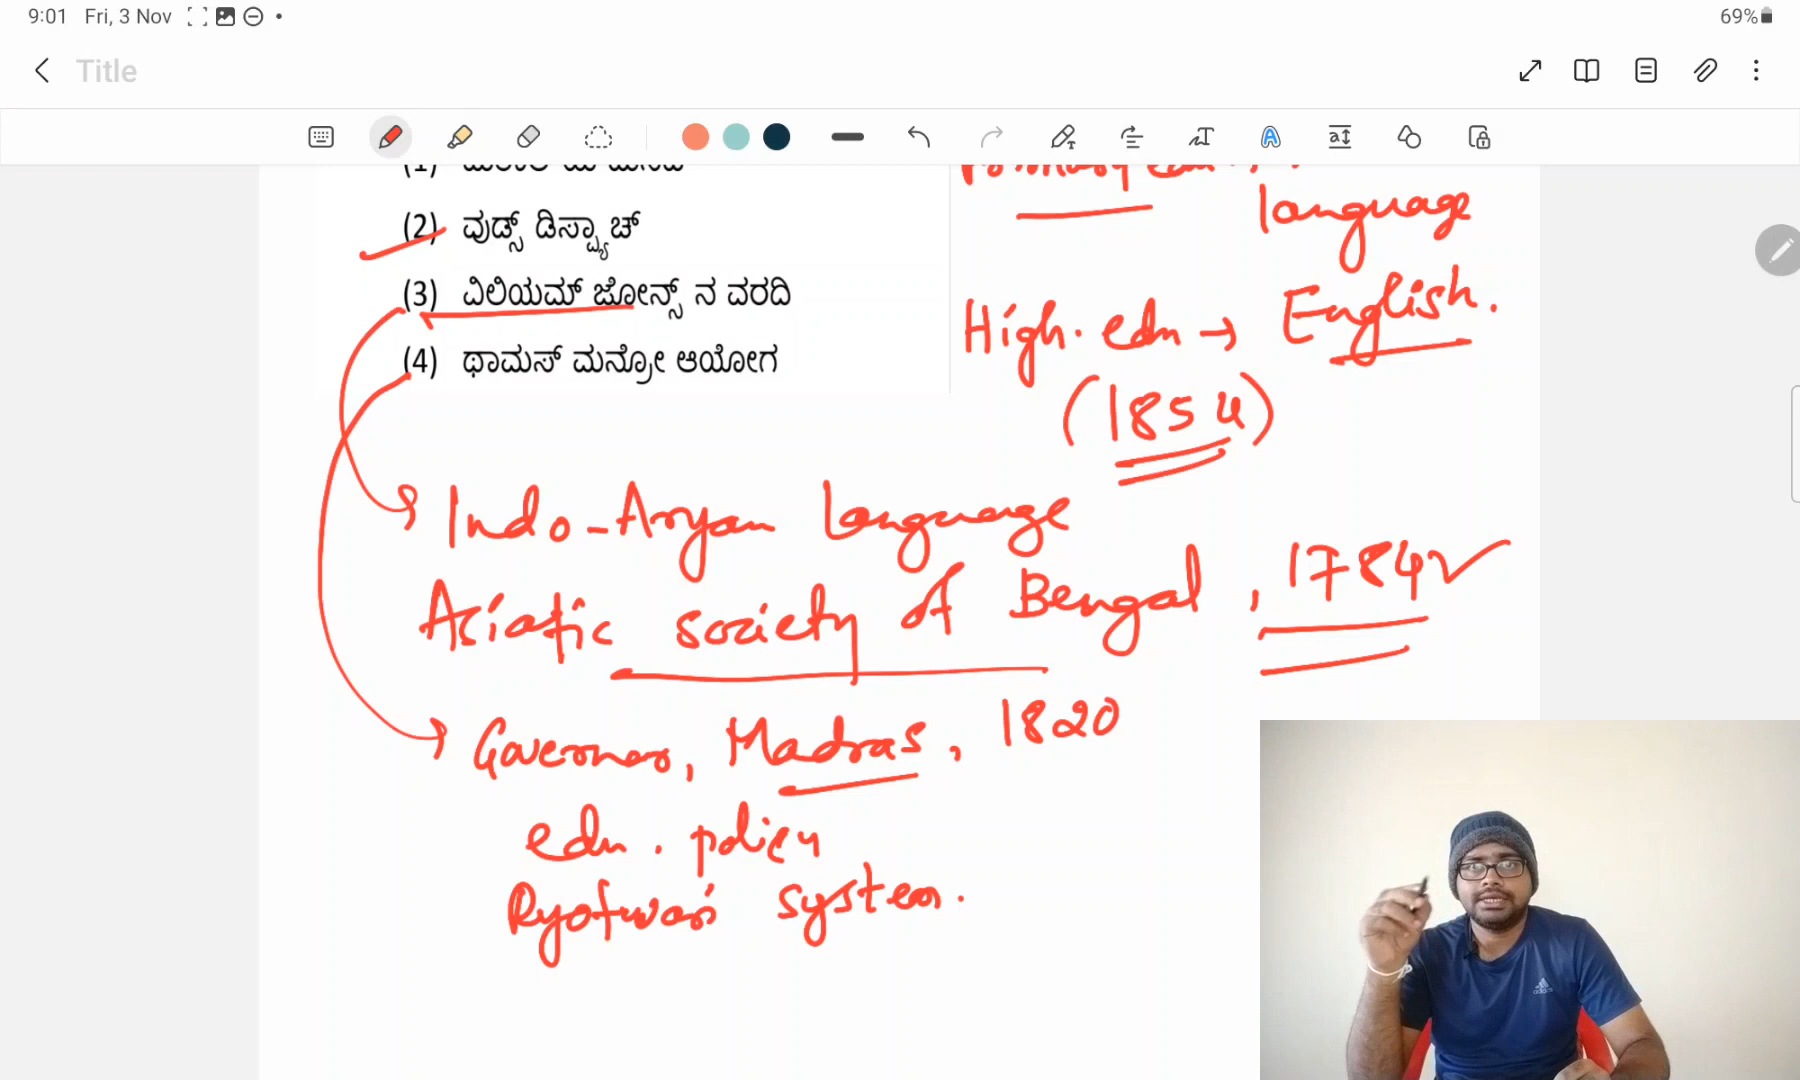 9:01 Fri, 3 Nov
69%
Title
(2) ವುಡ್ಸ್ ಡಿಸ್ಪ್ಯಾಚ್
(3) ವಿಲಿಯಮ್ ಜೋನ್ಸ್ ನ ವರದಿ
(4) ಥಾಮಸ್ ಮನ್ರೋ ಆಯೋಗ
language
High. edn → English.
(1854)
Indo-Aryan language
Asiatic society of Bengal, 1784
Governor, Madras, 1820
edn. policy
Ryotwari system.
adidas